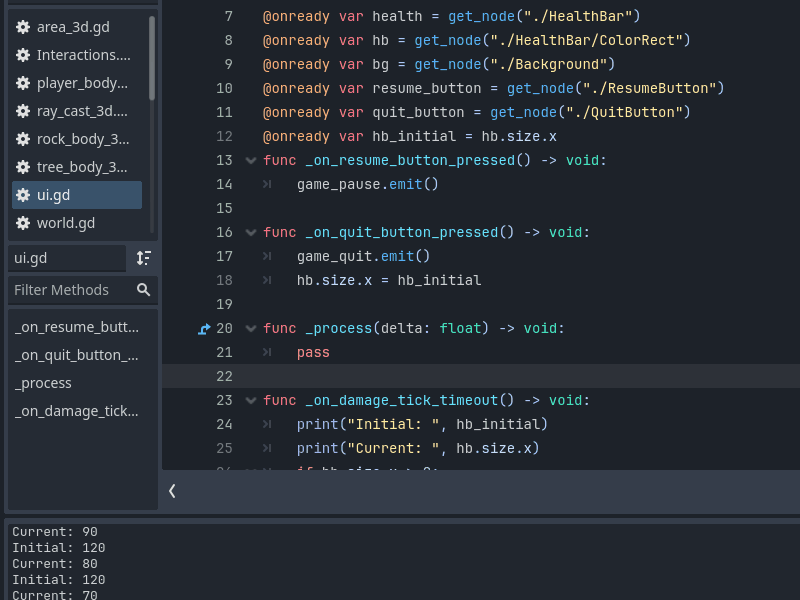 area_3d.gd
Interactions....
player_body...
ray_cast_3d....
rock_body_3...
tree_body_3...
ui.gd
world.gd
ui.gd
Filter Methods
_on_resume_butt...
_on_quit_button_...
_process
_on_damage_tick...
7 @onready var health = get_node("./HealthBar")
8 @onready var hb = get_node("./HealthBar/ColorRect")
9 @onready var bg = get_node("./Background")
10 @onready var resume_button = get_node("./ResumeButton")
11 @onready var quit_button = get_node("./QuitButton")
12 @onready var hb_initial = hb.size.x
13 func _on_resume_button_pressed() -> void:
14 game_pause.emit()
15
16 func _on_quit_button_pressed() -> void:
17 game_quit.emit()
18 hb.size.x = hb_initial
19
20 func _process(delta: float) -> void:
21 pass
22
23 func _on_damage_tick_timeout() -> void:
24 print("Initial: ", hb_initial)
25 print("Current: ", hb.size.x)
Current: 90
Initial: 120
Current: 80
Initial: 120
Current: 70